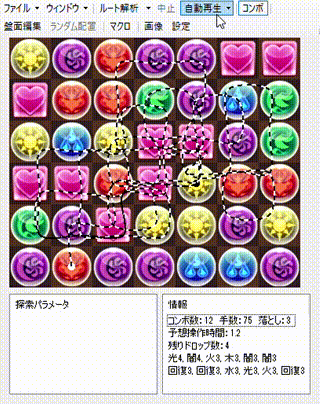 ファイル ウィンドウ ルート解析 中止 自動再生 コンボ
盤面編集 ランダム配置 マクロ 画像 設定
探索パラメータ
情報
コンボ数: 12 手数: 75 落とし: 3
予想操作時間: 1.2
残りドロップ数: 4
光4, 闇4, 火3, 木3, 闇3, 闇3
回復3, 回復3, 水3, 光3, 火3, 回復3